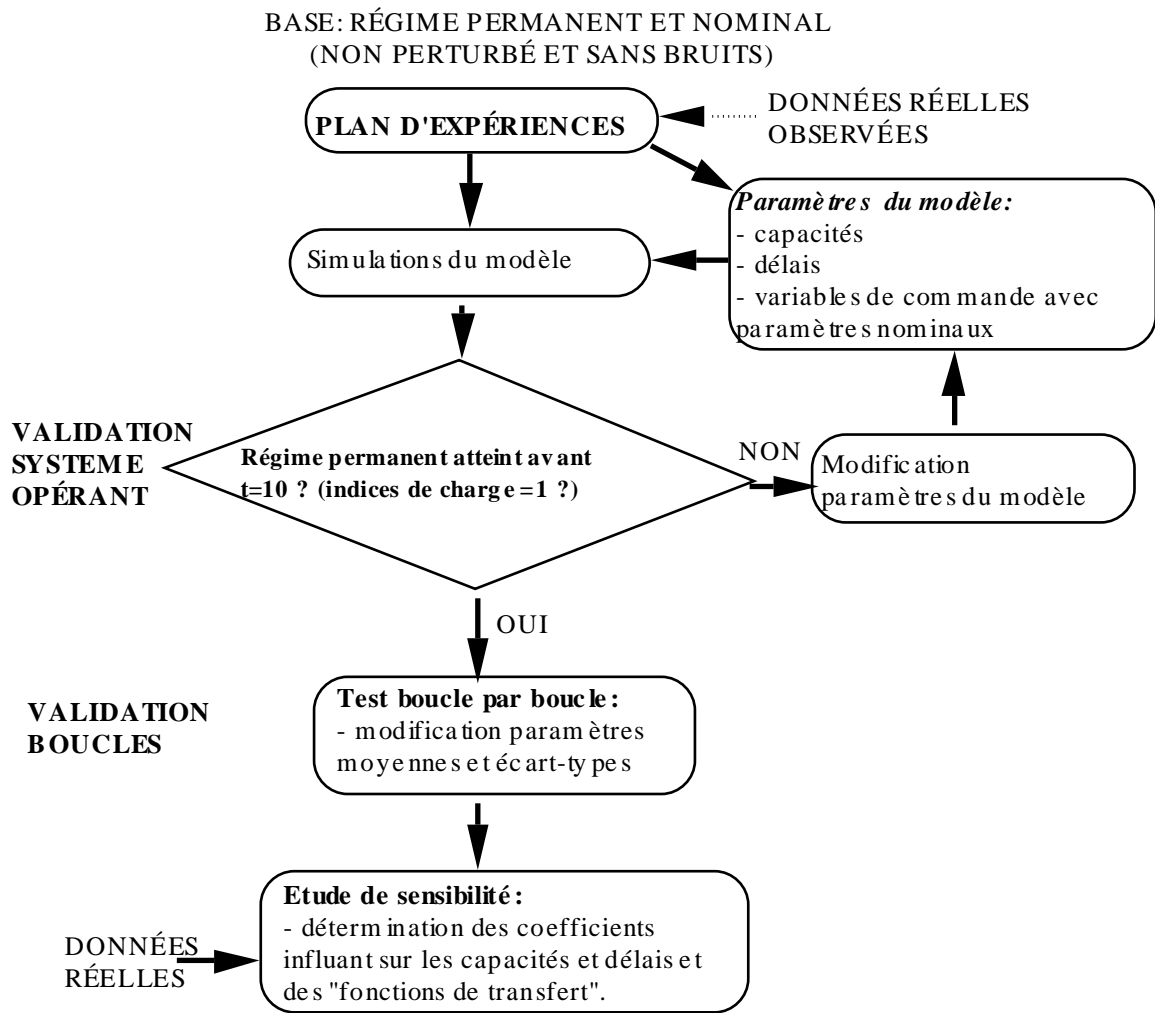 BASE: RÉGIME PERMANENT ET NOMINAL
(NON PERTURBÉ ET SANS BRUITS)
PLAN D'EXPÉRIENCES
DONNÉES RÉELLES
OBSERVÉES
Paramètres du modèle:
- capacités
- délais
- variables de commande avec
paramètres nominaux
Simulations du modèle
VALIDATION
SYSTEME
OPÉRANT
Régime permanent atteint avant
t=10 ? (indices de charge =1 ?)
NON
Modification
paramètres du modèle
OUI
VALIDATION
BOUCLES
Test boucle par boucle:
- modification paramètres
moyennes et écart-types
Etude de sensibilité:
- détermination des coefficients
influant sur les capacités et délais et
des "fonctions de transfert".
DONNÉES
RÉELLES